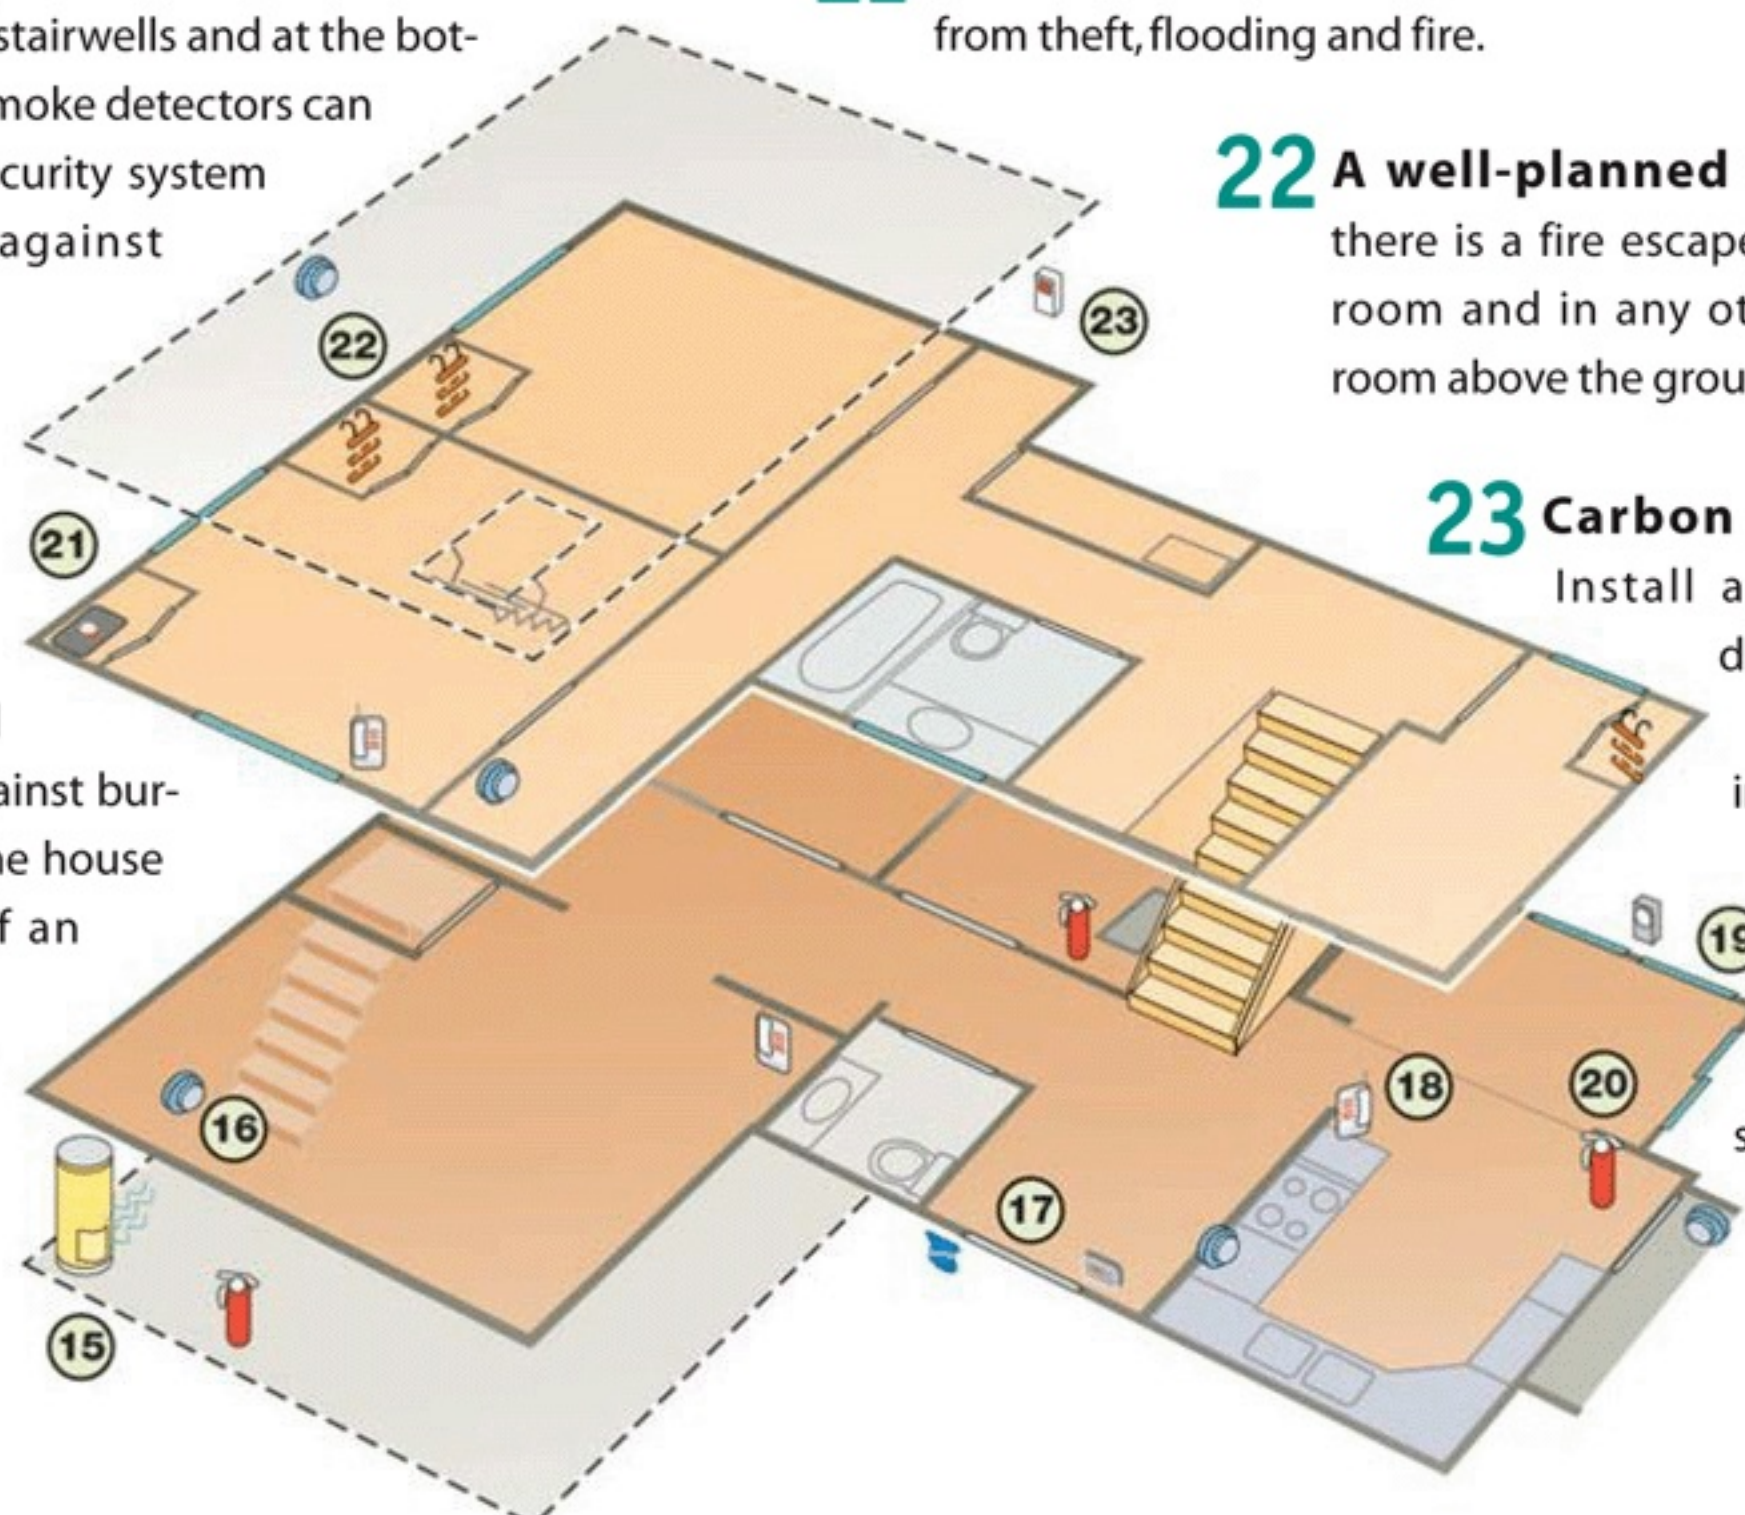 stairwells and at the bot-
moke detectors can
curity system
against
from theft, flooding and fire.
22 A well-planned
there is a fire escape
room and in any ot
room above the grou
23 Carbon
Install a
d
i
s
ainst bur-
he house
f an
22
23
21
19
18
20
16
17
15